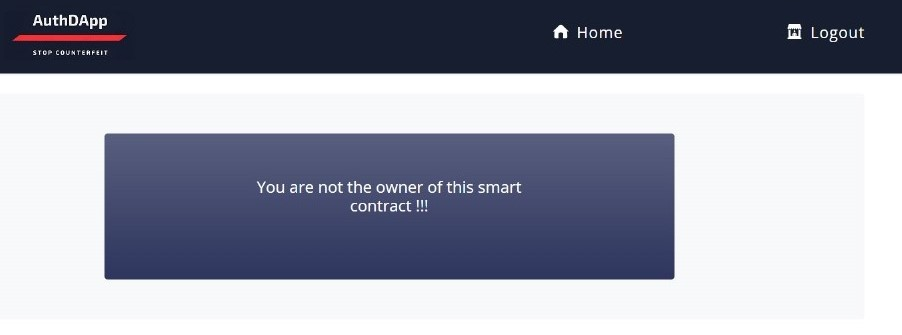 AuthDApp
STOP COUNTERFEIT
Home
Logout
You are not the owner of this smart
contract !!!